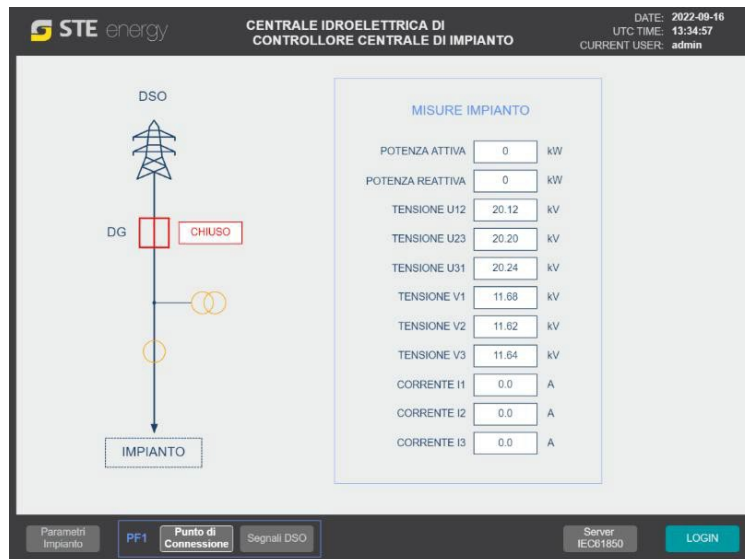 STE energy
CENTRALE IDROELETTRICA DI
CONTROLLORE CENTRALE DI IMPIANTO
DATE: 2022-09-16
UTC TIME: 13:34:57
CURRENT USER: admin
DSO
DG
CHIUSO
IMPIANTO
MISURE IMPIANTO
POTENZA ATTIVA 0 kW
POTENZA REATTIVA 0 kW
TENSIONE U12 20.12 kV
TENSIONE U23 20.20 kV
TENSIONE U31 20.24 kV
TENSIONE V1 11.68 kV
TENSIONE V2 11.62 kV
TENSIONE V3 11.64 kV
CORRENTE I1 0.0 A
CORRENTE I2 0.0 A
CORRENTE I3 0.0 A
Parametri
Impianto
PF1
Punto di
Connessione
Segnali DSO
Server
IEC61850
LOGIN